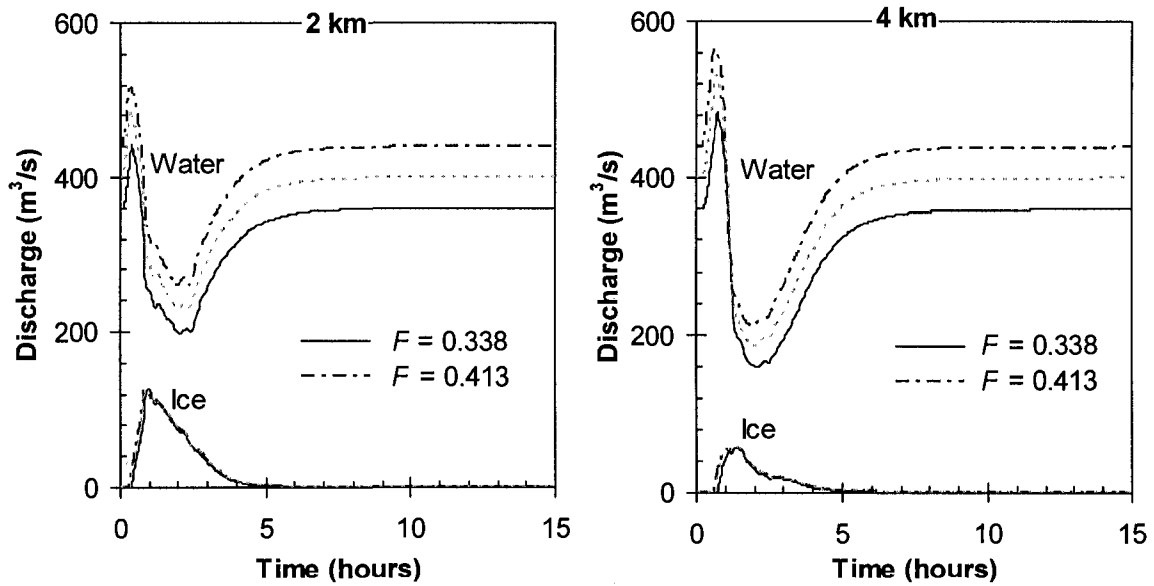 2 km
600
400
200
0
Discharge (m³/s)
Water
F = 0.338
F = 0.413
Ice
0 5 10 15
Time (hours)
4 km
600
400
200
0
Discharge (m³/s)
Water
F = 0.338
F = 0.413
Ice
0 5 10 15
Time (hours)